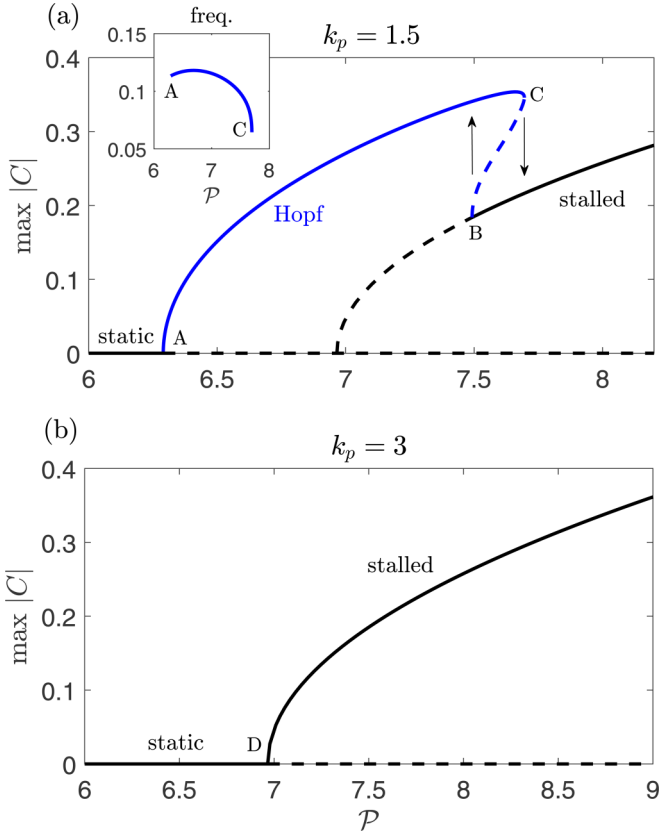 (a)
freq.
k_p = 1.5
0.15
0.4
A
C
0.1
0.3
0.05
6 7 8
𝒫
max |C|
0.2
Hopf
stalled
B
0.1
static
A
0
6 6.5 7 7.5 8
(b)
k_p = 3
0.4
0.3
stalled
max |C|
0.2
0.1
static
D
0
6 6.5 7 7.5 8 8.5 9
𝒫
C